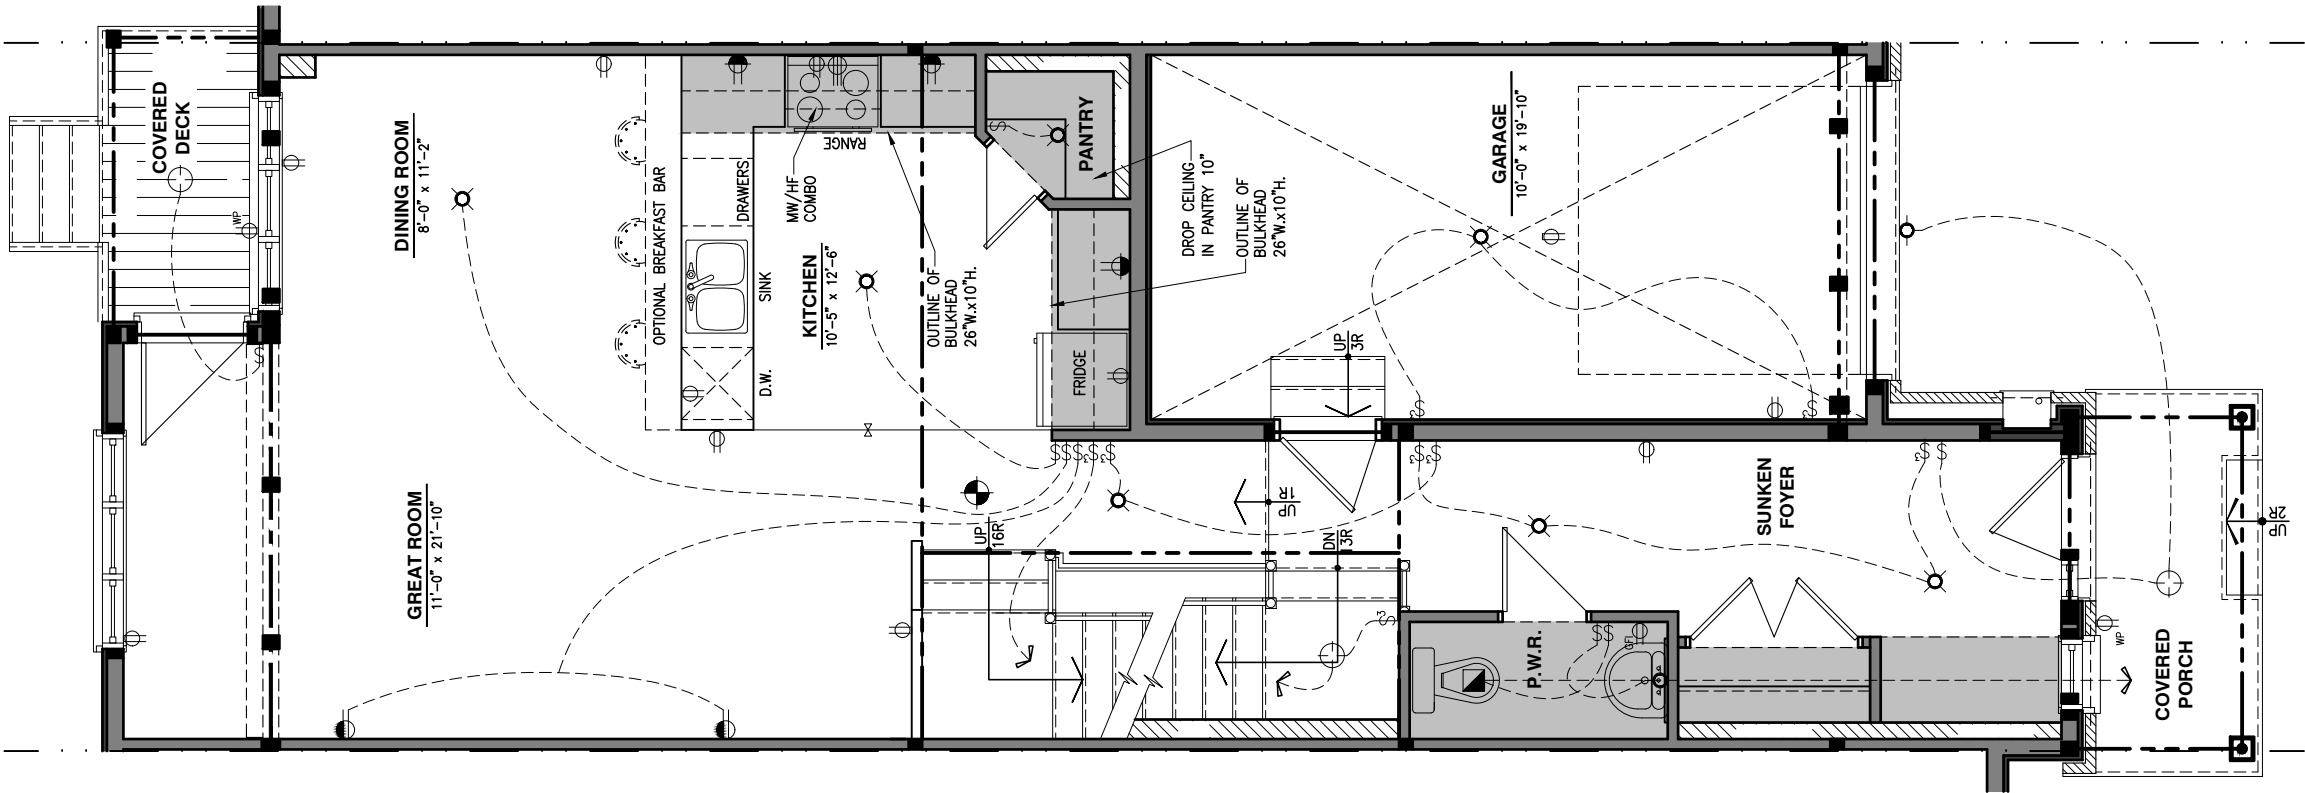 COVERED
DECK
WP
DINING ROOM
8'-0" x 11'-2"
GREAT ROOM
11'-0" x 21'-10"
OPTIONAL BREAKFAST BAR
DRAWERS
SINK
D.W.
RANGE
MW/HF
COMBO
KITCHEN
10'-5" x 12'-6"
OUTLINE OF
BULKHEAD
26"W.x10"H.
PANTRY
FRIDGE
DROP CEILING
IN PANTRY 10"
OUTLINE OF
BULKHEAD
26"W.x10"H.
GARAGE
10'-0" x 19'-10"
UP
3R
UP
1R
UP
16R
DN
13R
SUNKEN
FOYER
P.W.R.
GFI
WP
COVERED
PORCH
UP
2R